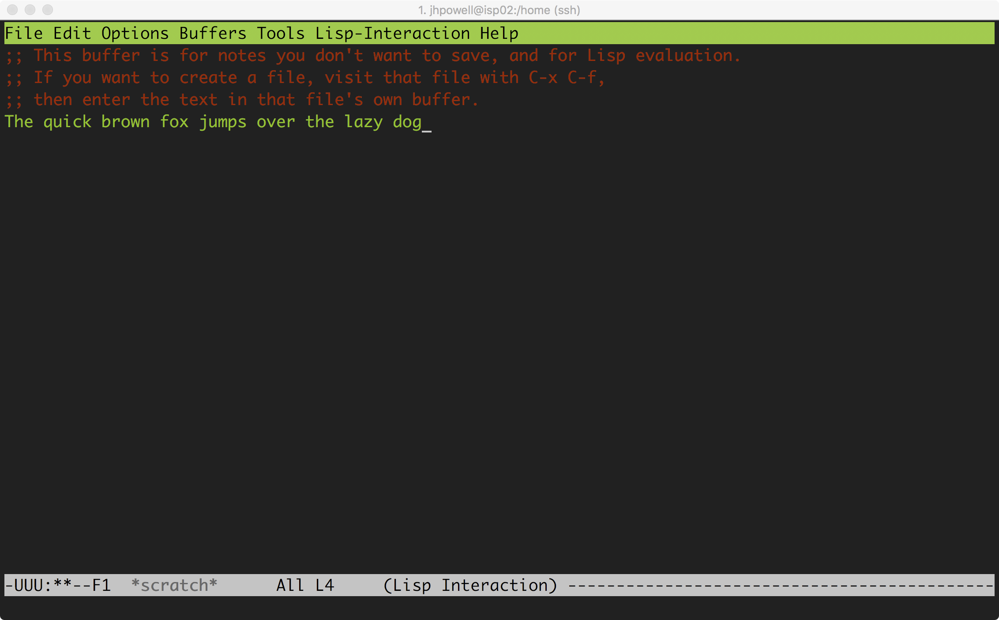 1. jhpowell@isp02:/home (ssh)
File Edit Options Buffers Tools Lisp-Interaction Help
;; This buffer is for notes you don't want to save, and for Lisp evaluation.
;; If you want to create a file, visit that file with C-x C-f,
;; then enter the text in that file's own buffer.
The quick brown fox jumps over the lazy dog_
-UUU:**--F1  *scratch*      All L4     (Lisp Interaction) --------------------------------------------